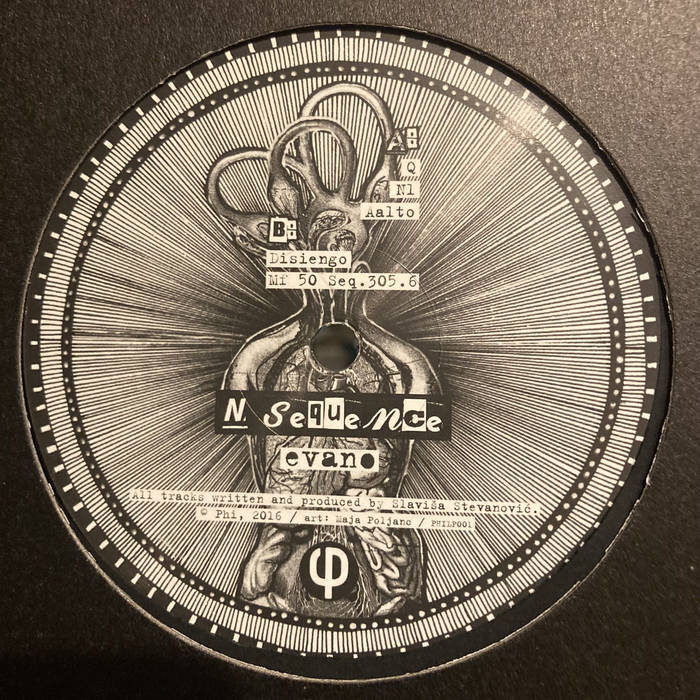 A:
Q
N1
Aalto
B:
Disiengo
Mf 50 Seq.305.6
N Sequence
evano
All tracks written and produced by Slaviša Stevanović.
© Phi, 2016 / art: Maja Poljanc / PHILP001
φ